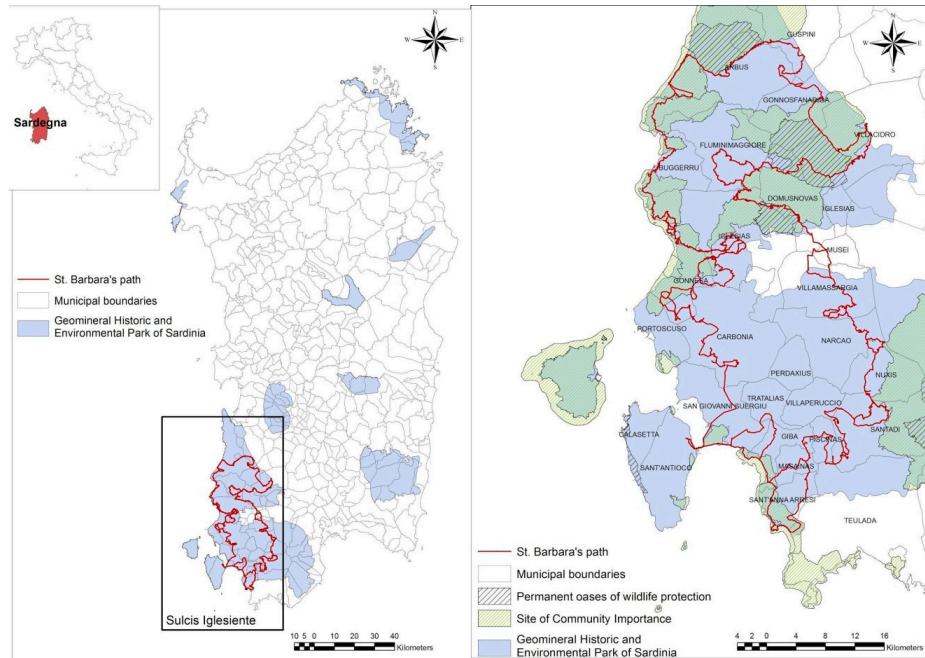 Sardegna
N
W E
S
St. Barbara's path
Municipal boundaries
Geomineral Historic and
Environmental Park of Sardinia
Sulcis Iglesiente
10 5 0 10 20 30 40
Kilometers
N
W E
S
GUSPINI
ARBUS
GONNOSFANADIGA
VILLACIDRO
FLUMINIMAGGIORE
BUGGERRU
DOMUSNOVAS
IGLESIAS
IGLESIAS
MUSEI
GONNESA
VILLAMASSARGIA
PORTOSCUSO
CARBONIA
NARCAO
PERDAXIUS
NUXIS
TRATALIAS
VILLAPERUCCIO
SAN GIOVANNI SUERGIU
SANTADI
CALASETTA
GIBA
PISCINAS
SANT'ANTIOCO
MASAINAS
SANT'ANNA ARRESI
TEULADA
St. Barbara's path
Municipal boundaries
Permanent oases of wildlife protection
Site of Community Importance
Geomineral Historic and
Environmental Park of Sardinia
4 2 0 4 8 12 16
Kilometers